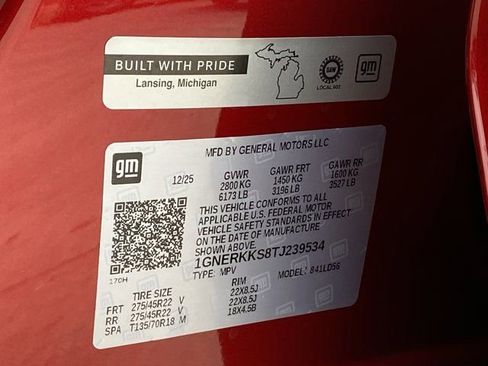 BUILT WITH PRIDE
Lansing, Michigan
UAW
LOCAL 602
gm
gm
MFD BY GENERAL MOTORS LLC
12/25
GVWR GAWR FRT GAWR RR
2800 KG 1450 KG 1600 KG
6173 LB 3196 LB 3527 LB
THIS VEHICLE CONFORMS TO ALL
APPLICABLE U.S. FEDERAL MOTOR
VEHICLE SAFETY STANDARDS IN
EFFECT ON THE DATE OF MANUFACTURE
SHOWN ABOVE
1GNERKKS8TJ239534
TYPE: MPV MODEL: 841LD56
170H
TIRE SIZE RIM
FRT 275/45R22 V 22X8.5J
RR 275/45R22 V 22X8.5J
SPA T135/70R18 M 18X4.5B